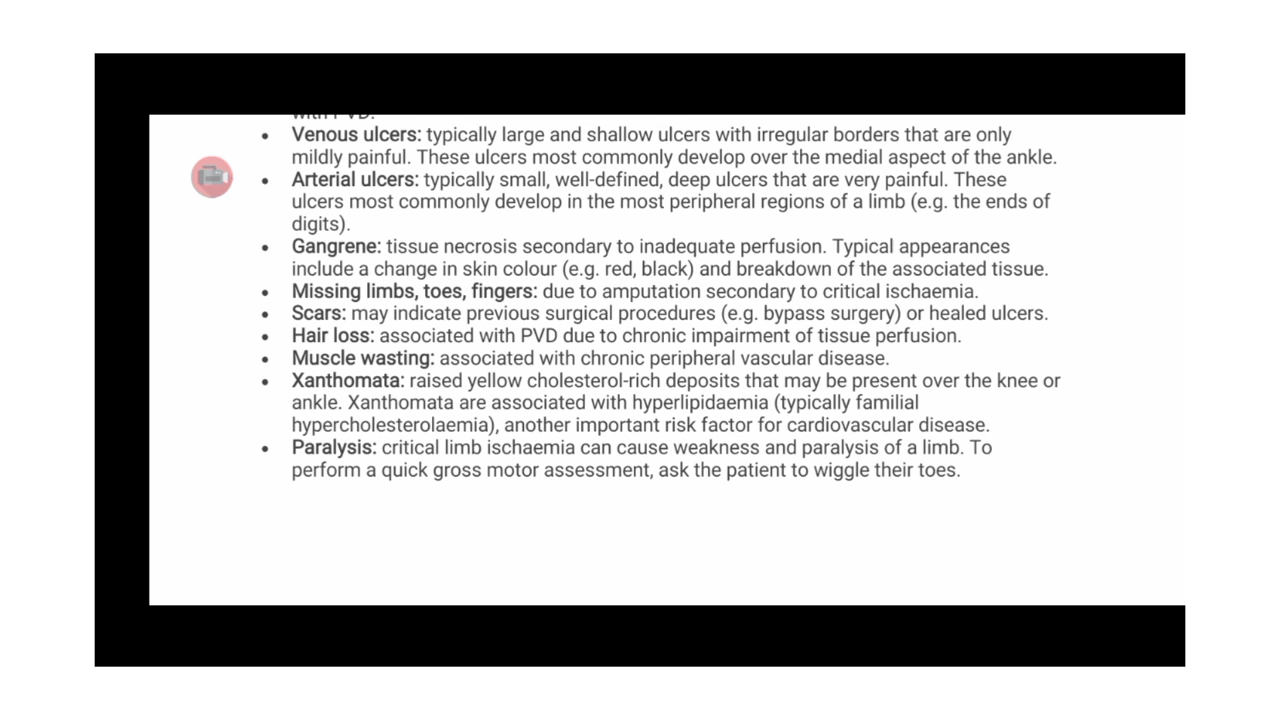 with PVD.
• Venous ulcers: typically large and shallow ulcers with irregular borders that are only
mildly painful. These ulcers most commonly develop over the medial aspect of the ankle.
• Arterial ulcers: typically small, well-defined, deep ulcers that are very painful. These
ulcers most commonly develop in the most peripheral regions of a limb (e.g. the ends of
digits).
• Gangrene: tissue necrosis secondary to inadequate perfusion. Typical appearances
include a change in skin colour (e.g. red, black) and breakdown of the associated tissue.
• Missing limbs, toes, fingers: due to amputation secondary to critical ischaemia.
• Scars: may indicate previous surgical procedures (e.g. bypass surgery) or healed ulcers.
• Hair loss: associated with PVD due to chronic impairment of tissue perfusion.
• Muscle wasting: associated with chronic peripheral vascular disease.
• Xanthomata: raised yellow cholesterol-rich deposits that may be present over the knee or
ankle. Xanthomata are associated with hyperlipidaemia (typically familial
hypercholesterolaemia), another important risk factor for cardiovascular disease.
• Paralysis: critical limb ischaemia can cause weakness and paralysis of a limb. To
perform a quick gross motor assessment, ask the patient to wiggle their toes.